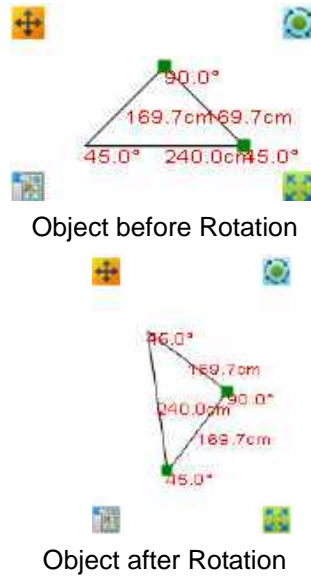 90.0°
169.7cm 169.7cm
45.0° 240.0cm 45.0°
Object before Rotation
45.0°
169.7cm
90.0°
240.0cm
169.7cm
45.0°
Object after Rotation